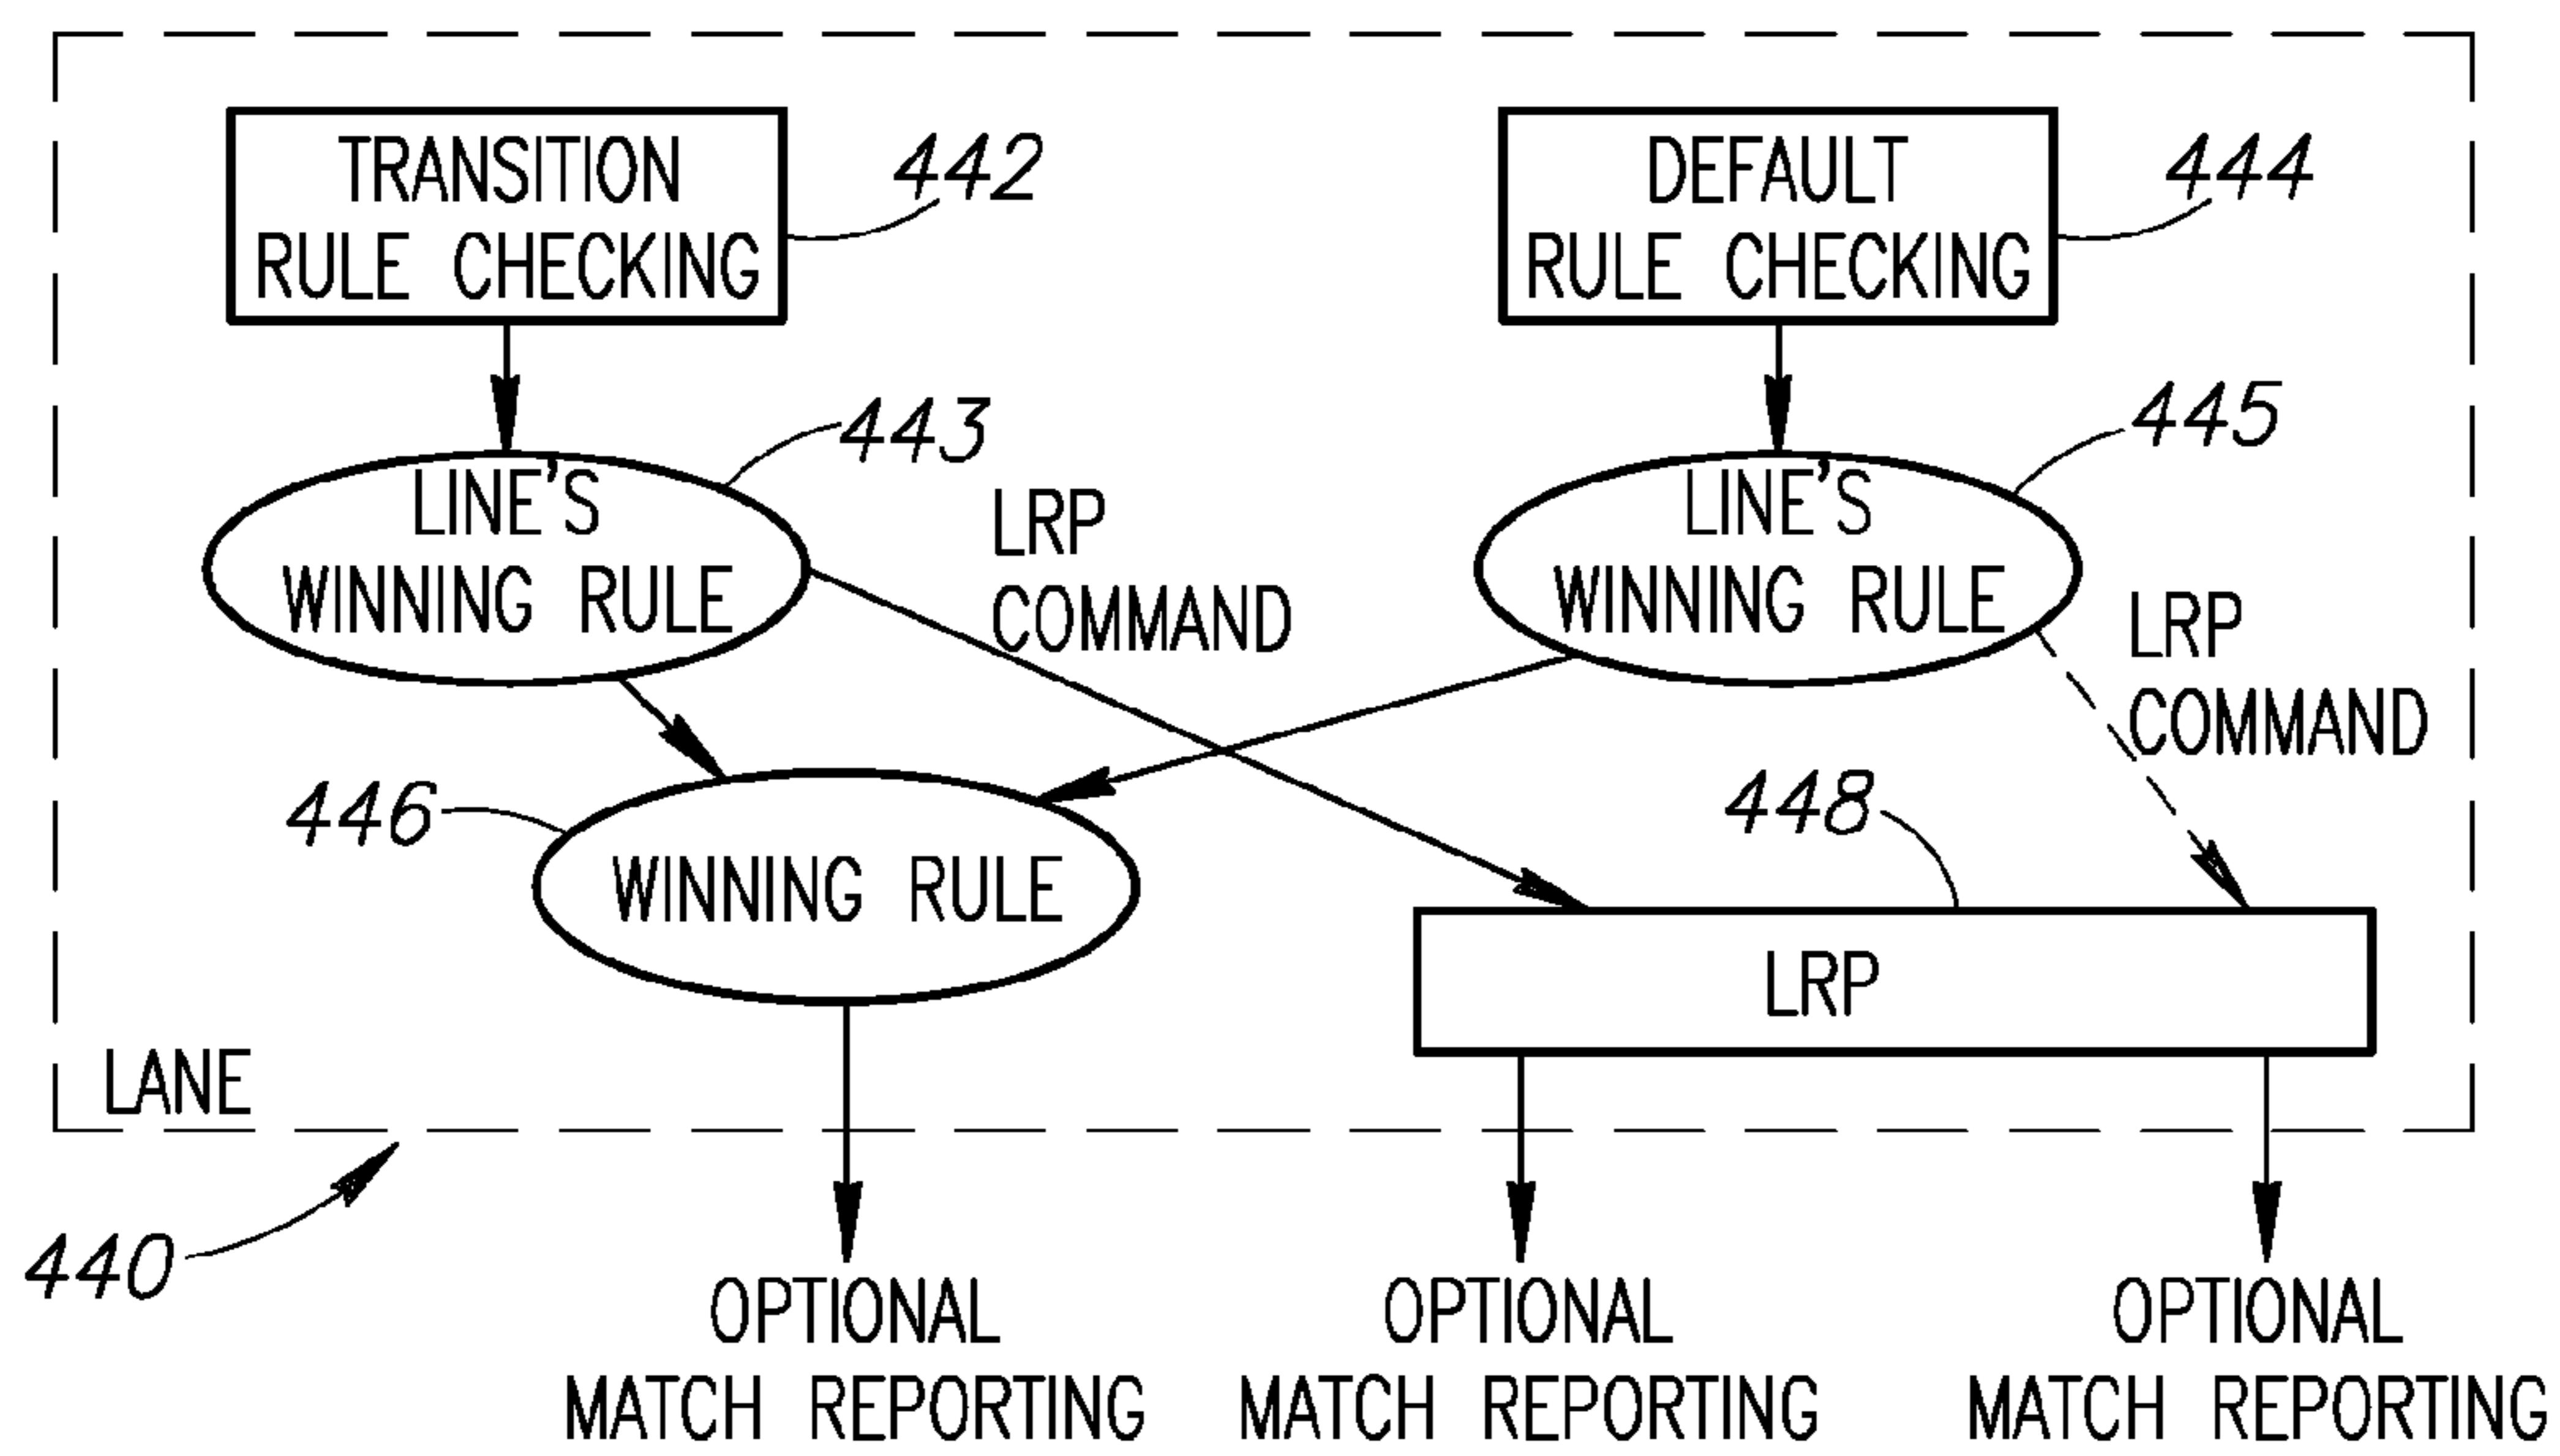 TRANSITION
RULE CHECKING
442
DEFAULT
RULE CHECKING
444
443
445
LINE'S
WINNING RULE
LRP
COMMAND
LINE'S
WINNING RULE
LRP
COMMAND
446
448
WINNING RULE
LRP
LANE
440
OPTIONAL
MATCH REPORTING
OPTIONAL
MATCH REPORTING
OPTIONAL
MATCH REPORTING